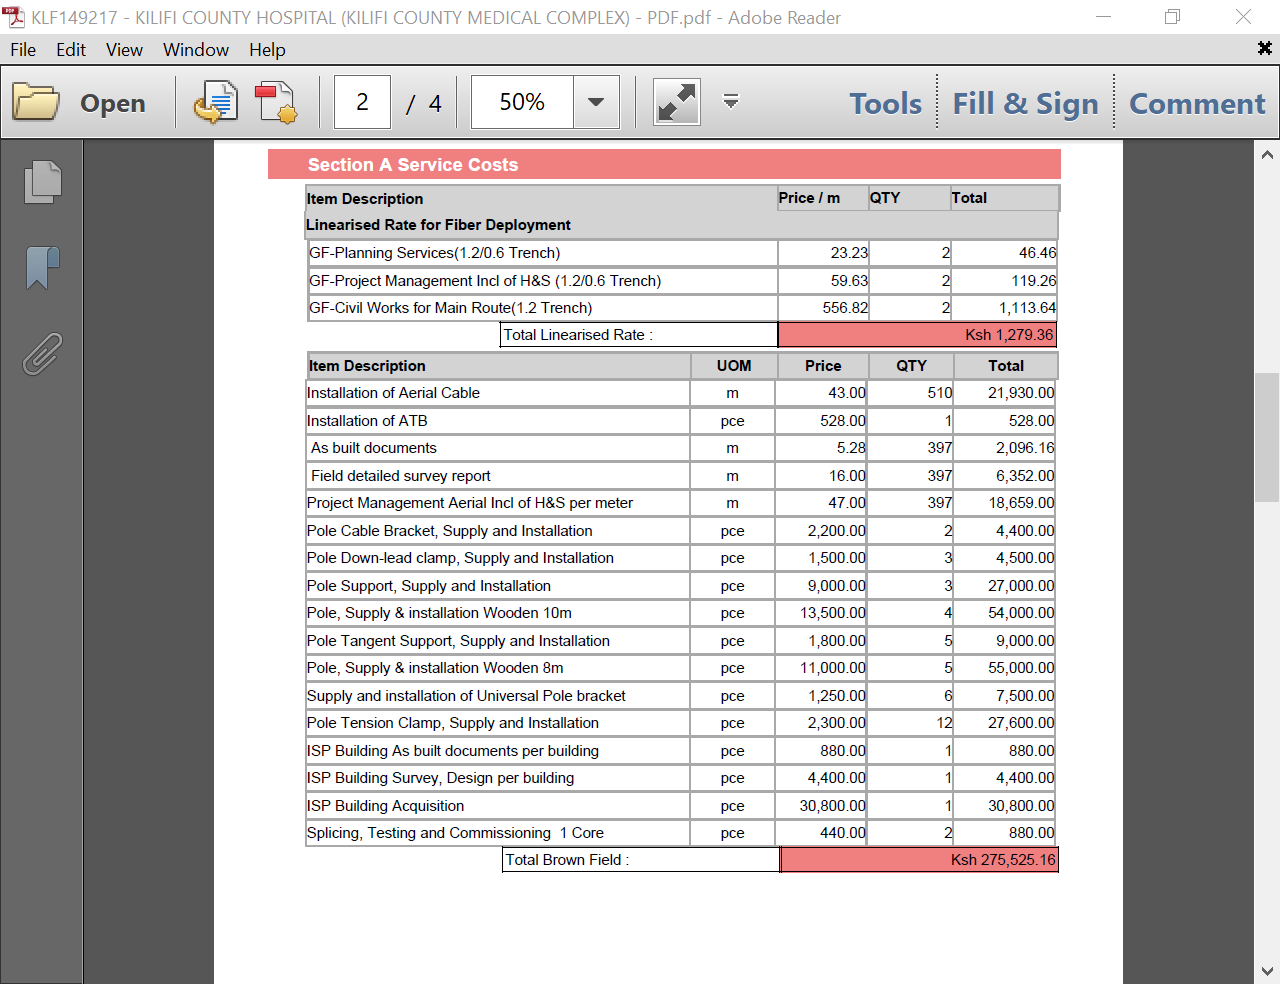 KLF149217 - KILIFI COUNTY HOSPITAL (KILIFI COUNTY MEDICAL COMPLEX) - PDF.pdf - Adobe Reader
File Edit View Window Help
Open 2 / 4 50% Tools Fill & Sign Comment
Section A Service Costs
Item Description Price / m QTY Total
Linearised Rate for Fiber Deployment
GF-Planning Services(1.2/0.6 Trench) 23.23 2 46.46
GF-Project Management Incl of H&S (1.2/0.6 Trench) 59.63 2 119.26
GF-Civil Works for Main Route(1.2 Trench) 556.82 2 1,113.64
Total Linearised Rate : Ksh 1,279.36
Item Description UOM Price QTY Total
Installation of Aerial Cable m 43.00 510 21,930.00
Installation of ATB pce 528.00 1 528.00
As built documents m 5.28 397 2,096.16
Field detailed survey report m 16.00 397 6,352.00
Project Management Aerial Incl of H&S per meter m 47.00 397 18,659.00
Pole Cable Bracket, Supply and Installation pce 2,200.00 2 4,400.00
Pole Down-lead clamp, Supply and Installation pce 1,500.00 3 4,500.00
Pole Support, Supply and Installation pce 9,000.00 3 27,000.00
Pole, Supply & installation Wooden 10m pce 13,500.00 4 54,000.00
Pole Tangent Support, Supply and Installation pce 1,800.00 5 9,000.00
Pole, Supply & installation Wooden 8m pce 11,000.00 5 55,000.00
Supply and installation of Universal Pole bracket pce 1,250.00 6 7,500.00
Pole Tension Clamp, Supply and Installation pce 2,300.00 12 27,600.00
ISP Building As built documents per building pce 880.00 1 880.00
ISP Building Survey, Design per building pce 4,400.00 1 4,400.00
ISP Building Acquisition pce 30,800.00 1 30,800.00
Splicing, Testing and Commissioning 1 Core pce 440.00 2 880.00
Total Brown Field : Ksh 275,525.16